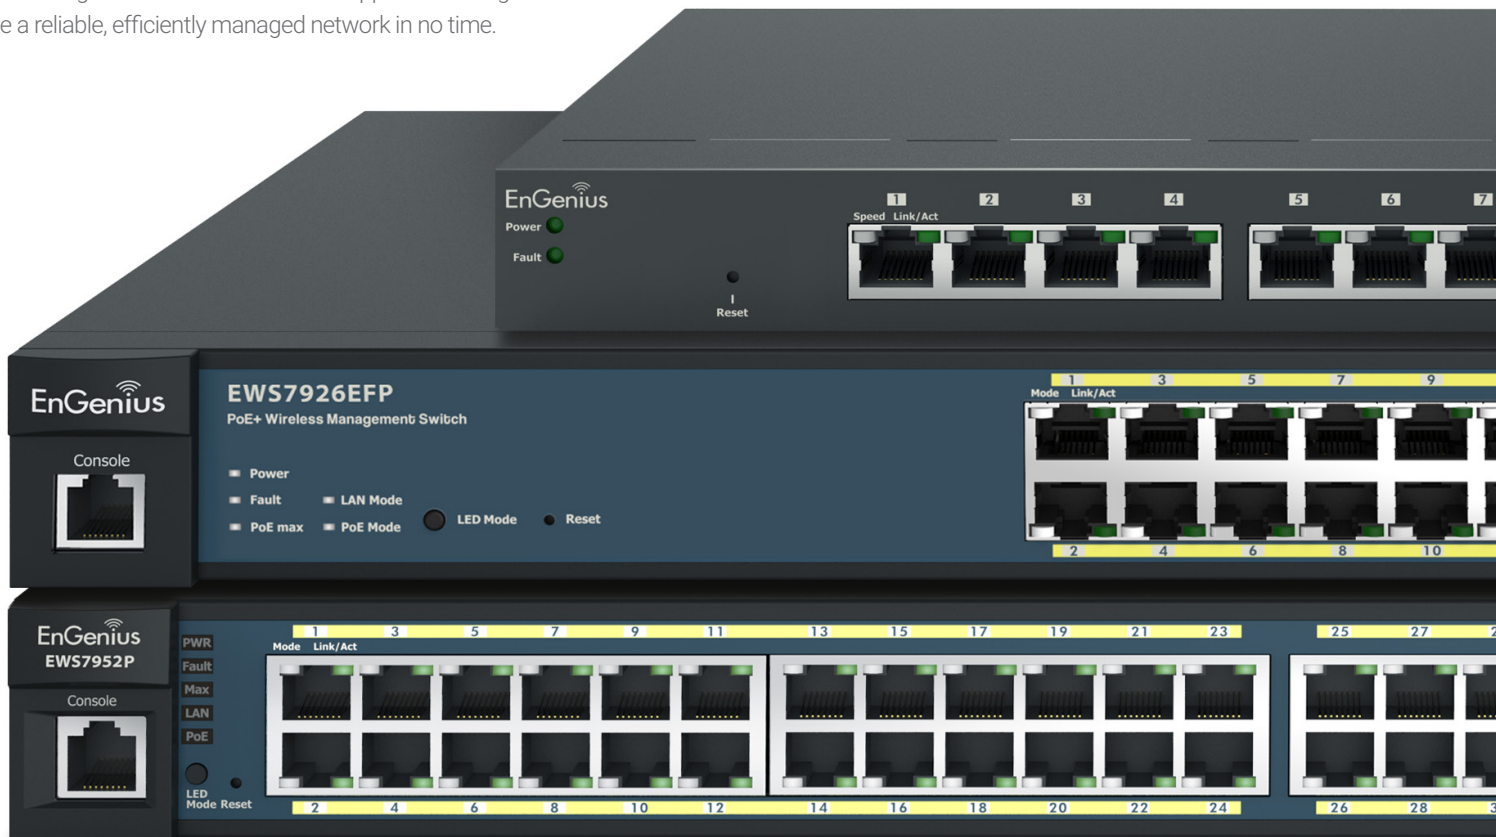 e a reliable, efficiently managed network in no time.
EnGenius
Power
Fault
Reset
1 2 3 4 5 6 7
Speed Link/Act
EnGenius
Console
EWS7926EFP
PoE+ Wireless Management Switch
Power
Fault LAN Mode
PoE max PoE Mode LED Mode Reset
1 3 5 7 9
Mode Link/Act
2 4 6 8 10
EnGenius
EWS7952P
Console
PWR
Fault
Max
LAN
PoE
LED
Mode Reset
1 3 5 7 9 11 13 15 17 19 21 23 25 27
Mode Link/Act
2 4 6 8 10 12 14 16 18 20 22 24 26 28